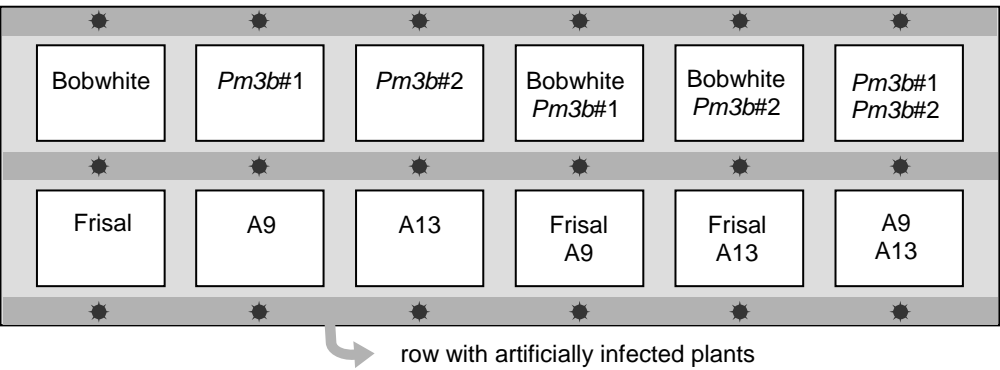 Bobwhite
Pm3b#1
Pm3b#2
Bobwhite
Pm3b#1
Bobwhite
Pm3b#2
Pm3b#1
Pm3b#2
Frisal
A9
A13
Frisal
A9
Frisal
A13
A9
A13
row with artificially infected plants